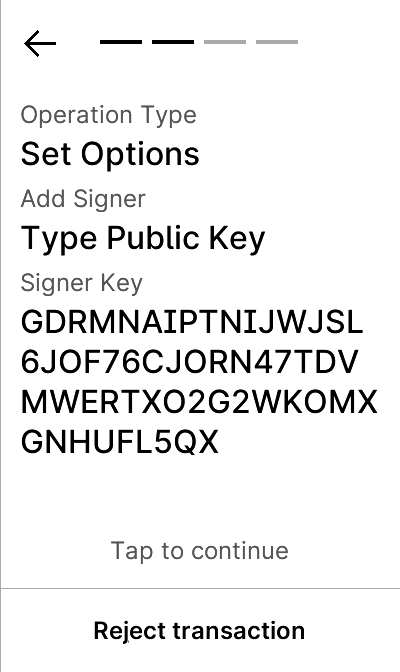 Operation Type
Set Options
Add Signer
Type Public Key
Signer Key
GDRMNAIPTNIJWJSL
6JOF76CJORN47TDV
MWERTXO2G2WKOMX
GNHUFL5QX
Tap to continue
Reject transaction